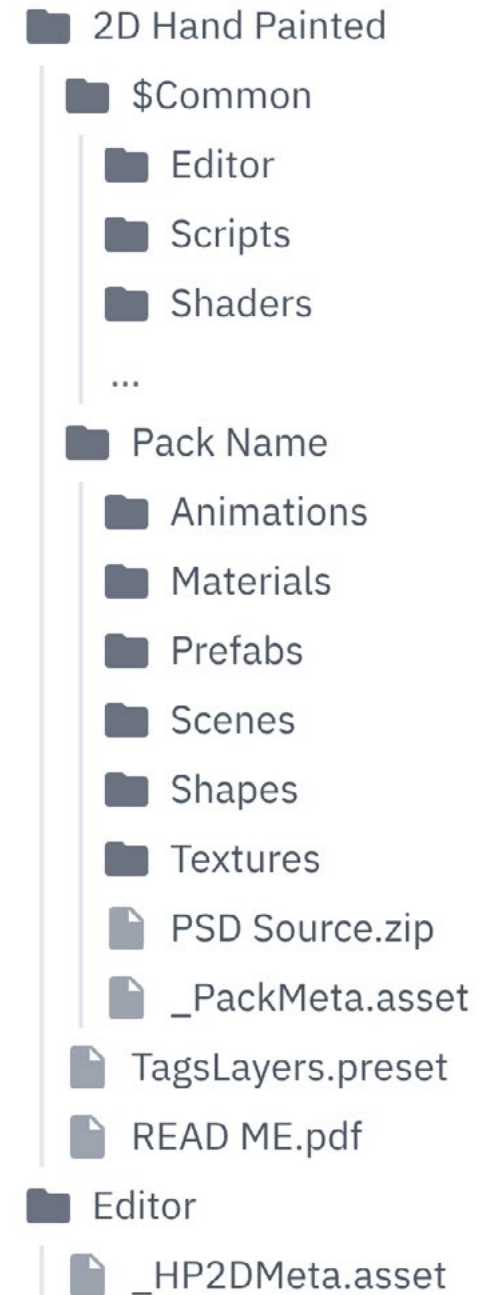 2D Hand Painted
$Common
Editor
Scripts
Shaders
...
Pack Name
Animations
Materials
Prefabs
Scenes
Shapes
Textures
PSD Source.zip
_PackMeta.asset
TagsLayers.preset
READ ME.pdf
Editor
_HP2DMeta.asset